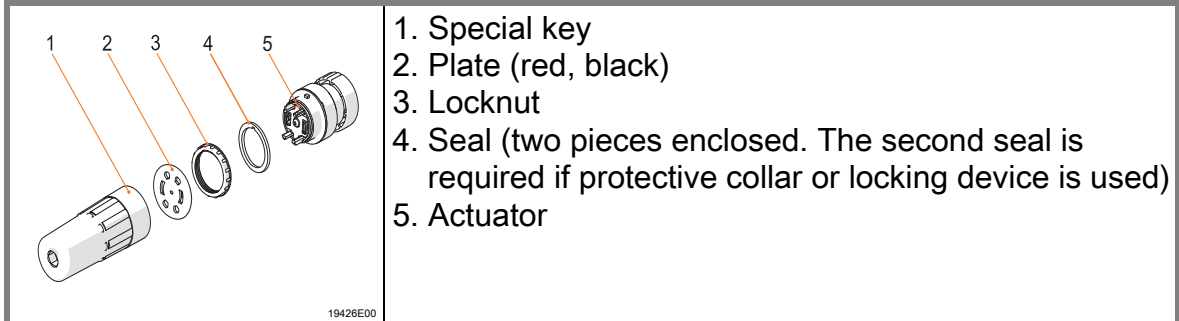 1 2 3 4 5
19426E00
1. Special key
2. Plate (red, black)
3. Locknut
4. Seal (two pieces enclosed. The second seal is
required if protective collar or locking device is used)
5. Actuator